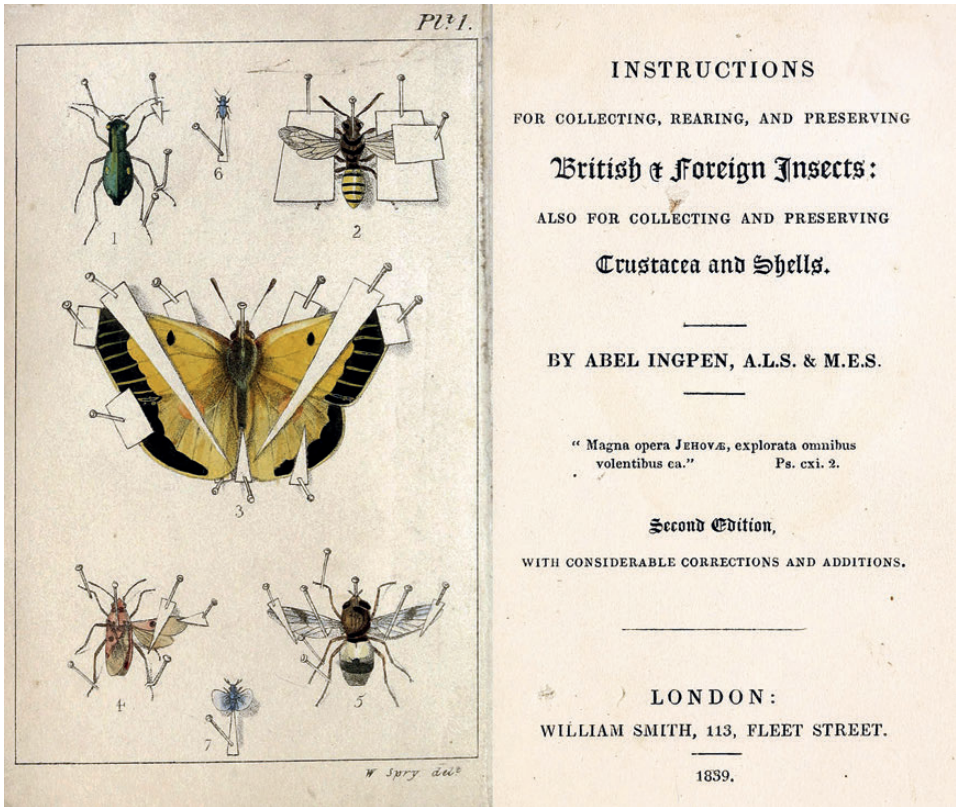 Plt. 1.
1
6
2
3
4
5
7
W Spry delt.
INSTRUCTIONS
FOR COLLECTING, REARING, AND PRESERVING
British & Foreign Insects:
ALSO FOR COLLECTING AND PRESERVING
Crustacea and Shells.
BY ABEL INGPEN, A.L.S. & M.E.S.
“ Magna opera JEHOVÆ, explorata omnibus
volentibus ea.” Ps. cxi. 2.
Second Edition,
WITH CONSIDERABLE CORRECTIONS AND ADDITIONS.
LONDON:
WILLIAM SMITH, 113, FLEET STREET.
1839.